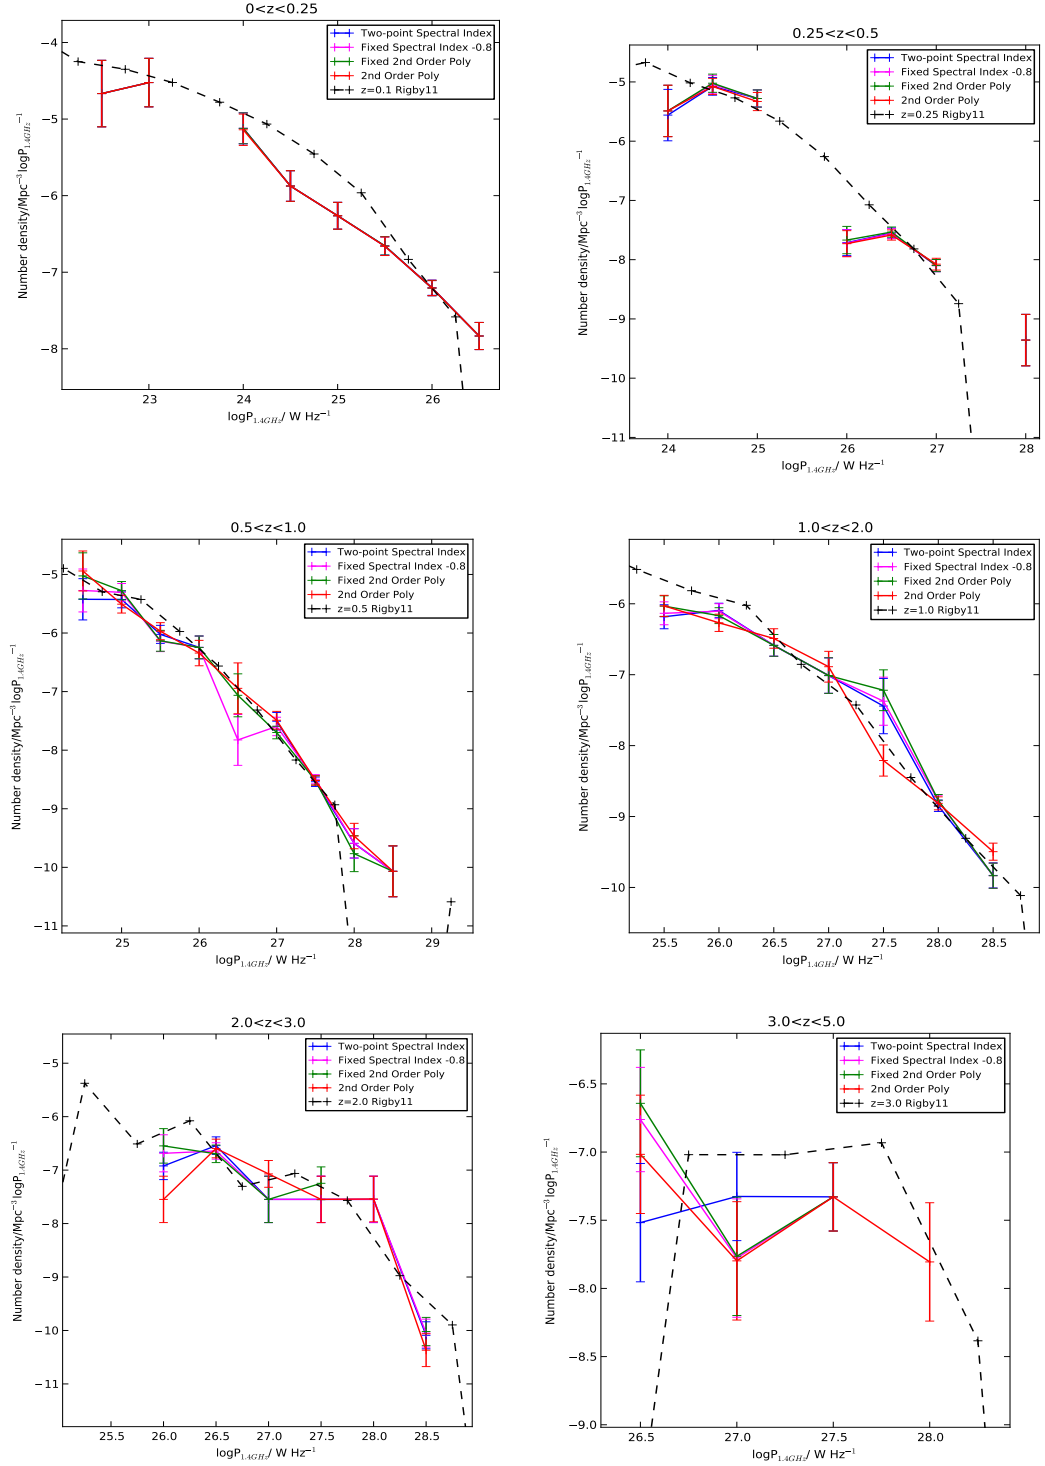 0<z<0.25
Number density/Mpc⁻³logP₁.₄GHz⁻¹
−4
−5
−6
−7
−8
Two-point Spectral Index
Fixed Spectral Index -0.8
Fixed 2nd Order Poly
2nd Order Poly
z=0.1 Rigby11
23 24 25 26
logP₁.₄GHz/ W Hz⁻¹
0.25<z<0.5
Number density/Mpc⁻³logP₁.₄GHz⁻¹
−5
−6
−7
−8
−9
−10
−11
Two-point Spectral Index
Fixed Spectral Index -0.8
Fixed 2nd Order Poly
2nd Order Poly
z=0.25 Rigby11
24 25 26 27 28
logP₁.₄GHz/ W Hz⁻¹
0.5<z<1.0
Number density/Mpc⁻³logP₁.₄GHz⁻¹
−5
−6
−7
−8
−9
−10
−11
Two-point Spectral Index
Fixed Spectral Index -0.8
Fixed 2nd Order Poly
2nd Order Poly
z=0.5 Rigby11
25 26 27 28 29
logP₁.₄GHz/ W Hz⁻¹
1.0<z<2.0
Number density/Mpc⁻³logP₁.₄GHz⁻¹
−6
−7
−8
−9
−10
Two-point Spectral Index
Fixed Spectral Index -0.8
Fixed 2nd Order Poly
2nd Order Poly
z=1.0 Rigby11
25.5 26.0 26.5 27.0 27.5 28.0 28.5
logP₁.₄GHz/ W Hz⁻¹
2.0<z<3.0
Number density/Mpc⁻³logP₁.₄GHz⁻¹
−5
−6
−7
−8
−9
−10
−11
Two-point Spectral Index
Fixed Spectral Index -0.8
Fixed 2nd Order Poly
2nd Order Poly
z=2.0 Rigby11
25.5 26.0 26.5 27.0 27.5 28.0 28.5
logP₁.₄GHz/ W Hz⁻¹
3.0<z<5.0
Number density/Mpc⁻³logP₁.₄GHz⁻¹
−6.5
−7.0
−7.5
−8.0
−8.5
−9.0
Two-point Spectral Index
Fixed Spectral Index -0.8
Fixed 2nd Order Poly
2nd Order Poly
z=3.0 Rigby11
26.5 27.0 27.5 28.0
logP₁.₄GHz/ W Hz⁻¹